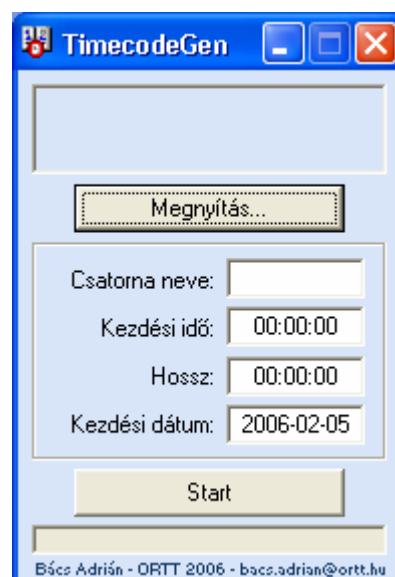 TimecodeGen
Megnyítás...
Csatorna neve:
Kezdési idő: 00:00:00
Hossz: 00:00:00
Kezdési dátum: 2006-02-05
Start
Bács Adrián - ORTT 2006 - bacs.adrian@ortt.hu